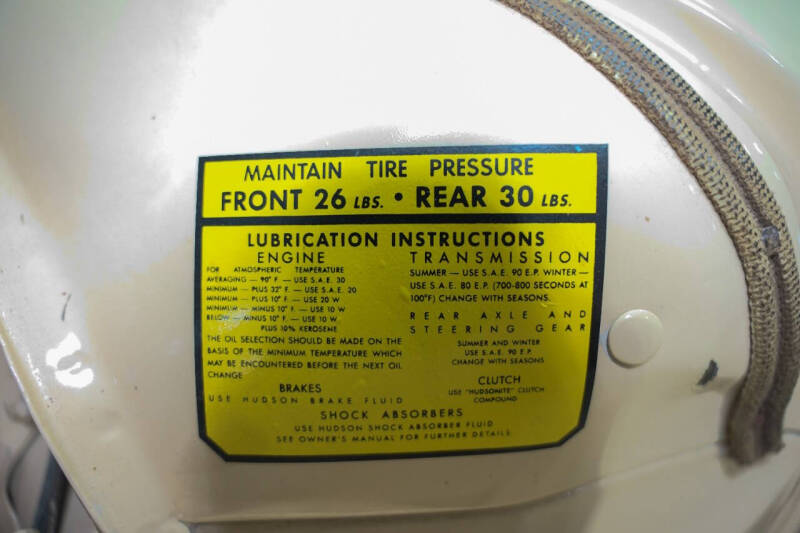 MAINTAIN TIRE PRESSURE
FRONT 26 LBS. • REAR 30 LBS.
LUBRICATION INSTRUCTIONS
ENGINE
FOR ATMOSPHERIC TEMPERATURE
AVERAGING — 90° F. — USE S.A.E. 30
MINIMUM — PLUS 32° F. — USE S.A.E. 20
MINIMUM — PLUS 10° F. — USE 20 W
MINIMUM — MINUS 10° F. — USE 10 W
BELOW — MINUS 10° F. — USE 10 W.
PLUS 10% KEROSENE
THE OIL SELECTION SHOULD BE MADE ON THE
BASIS OF THE MINIMUM TEMPERATURE WHICH
MAY BE ENCOUNTERED BEFORE THE NEXT OIL
CHANGE
TRANSMISSION
SUMMER — USE S.A.E. 90 E.P. WINTER —
USE S.A.E. 80 E.P. (700-800 SECONDS AT
100°F) CHANGE WITH SEASONS.
REAR AXLE AND
STEERING GEAR
SUMMER AND WINTER
USE S.A.E. 90 E.P.
CHANGE WITH SEASONS
BRAKES
USE HUDSON BRAKE FLUID
CLUTCH
USE "HUDSONITE" CLUTCH
COMPOUND
SHOCK ABSORBERS
USE HUDSON SHOCK ABSORBER FLUID
SEE OWNER'S MANUAL FOR FURTHER DETAILS